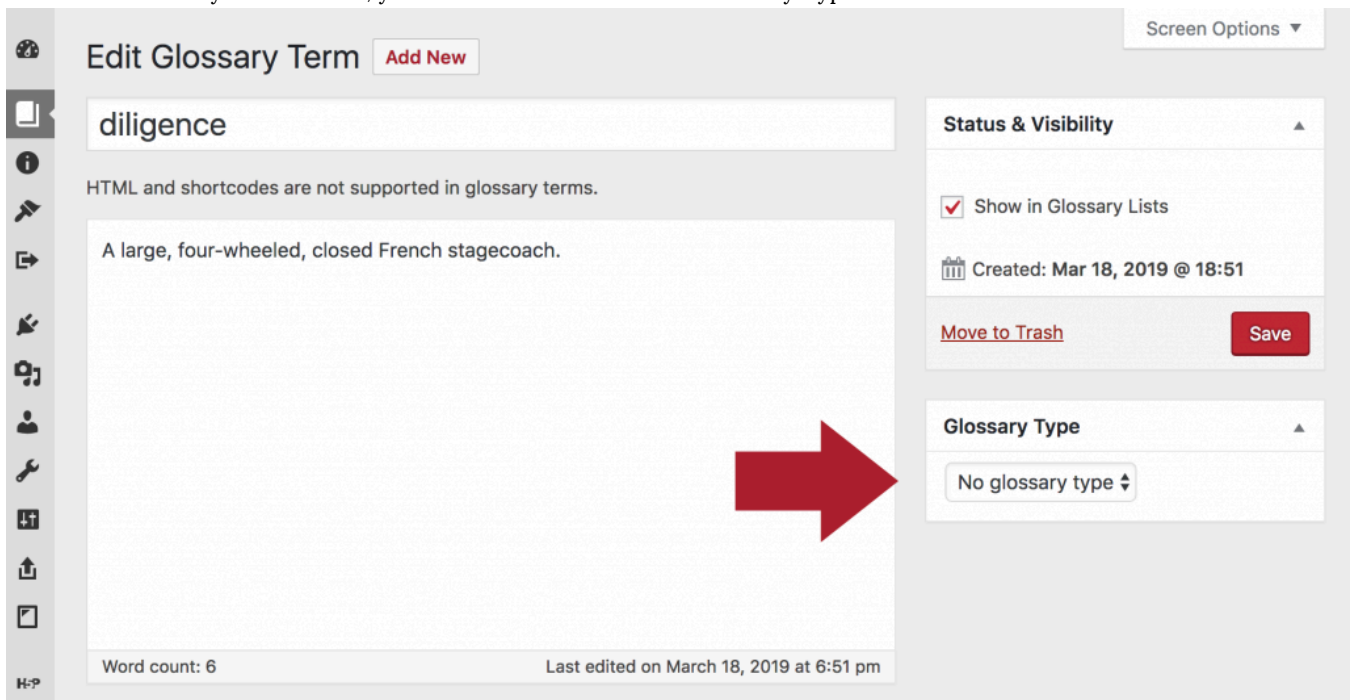 Edit Glossary Term Add New
Screen Options ▼
diligence
HTML and shortcodes are not supported in glossary terms.
A large, four-wheeled, closed French stagecoach.
Word count: 6
Last edited on March 18, 2019 at 6:51 pm
Status & Visibility
Show in Glossary Lists
Created: Mar 18, 2019 @ 18:51
Move to Trash
Save
Glossary Type
No glossary type
H5P